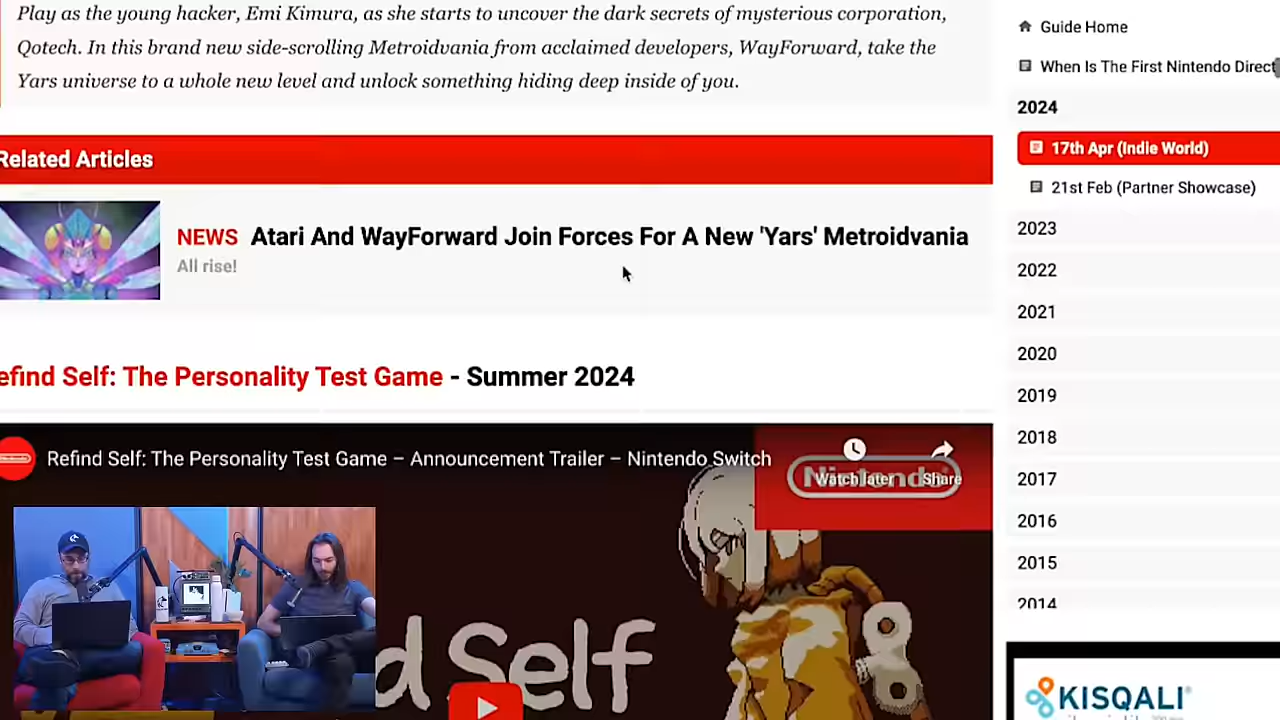 Play as the young hacker, Emi Kimura, as she starts to uncover the dark secrets of mysterious corporation,
Qotech. In this brand new side-scrolling Metroidvania from acclaimed developers, WayForward, take the
Yars universe to a whole new level and unlock something hiding deep inside of you.
Related Articles
NEWS Atari And WayForward Join Forces For A New 'Yars' Metroidvania
All rise!
efind Self: The Personality Test Game - Summer 2024
Refind Self: The Personality Test Game – Announcement Trailer – Nintendo Switch
Watch later
Share
Nintendo
d Self
Guide Home
When Is The First Nintendo Direct
2024
17th Apr (Indie World)
21st Feb (Partner Showcase)
2023
2022
2021
2020
2019
2018
2017
2016
2015
2014
KISQALI®